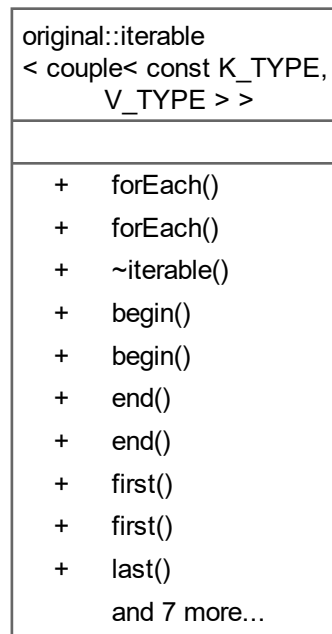 original::iterable
< couple< const K_TYPE,
V_TYPE > >
+ forEach()
+ forEach()
+ ~iterable()
+ begin()
+ begin()
+ end()
+ end()
+ first()
+ first()
+ last()
and 7 more...